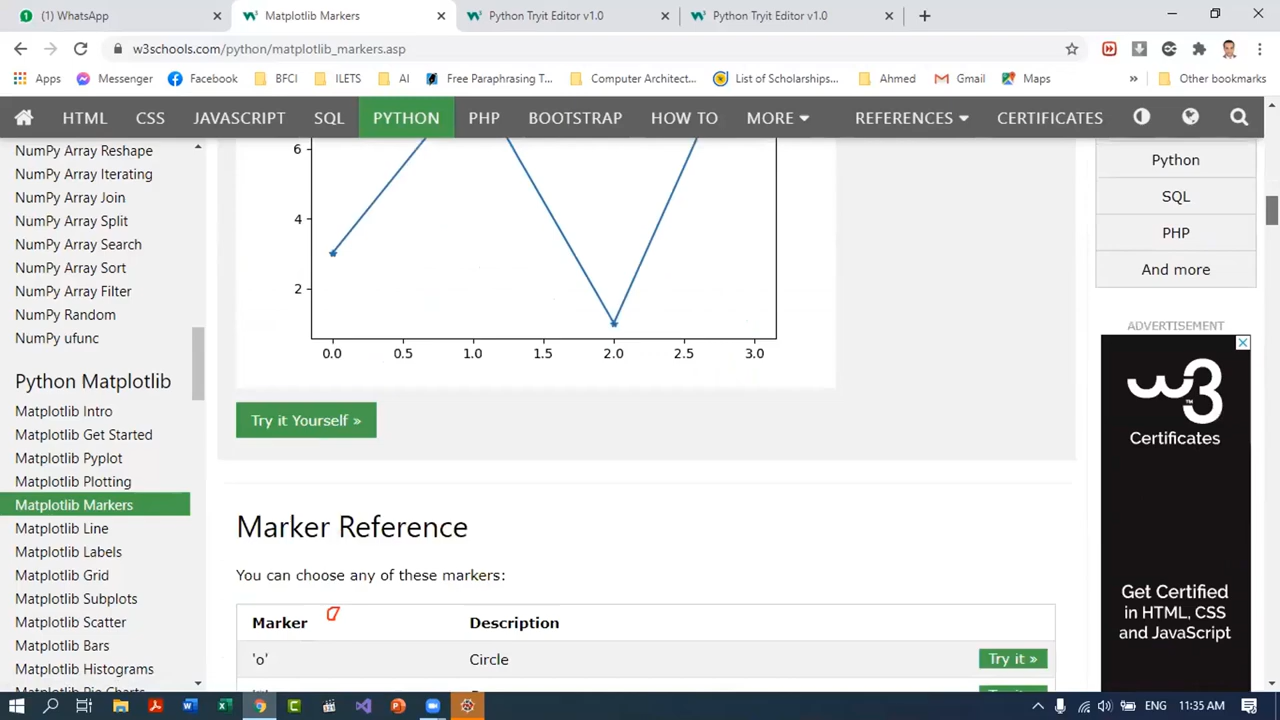 (1) WhatsApp
Matplotlib Markers
Python Tryit Editor v1.0
Python Tryit Editor v1.0
w3schools.com/python/matplotlib_markers.asp
Apps
Messenger
Facebook
BFCI
ILETS
AI
Free Paraphrasing T...
Computer Architect...
List of Scholarships...
Ahmed
Gmail
Maps
»
Other bookmarks
HTML
CSS
JAVASCRIPT
SQL
PYTHON
PHP
BOOTSTRAP
HOW TO
MORE
REFERENCES
CERTIFICATES
NumPy Array Reshape
NumPy Array Iterating
NumPy Array Join
NumPy Array Split
NumPy Array Search
NumPy Array Sort
NumPy Array Filter
NumPy Random
NumPy ufunc
Python Matplotlib
Matplotlib Intro
Matplotlib Get Started
Matplotlib Pyplot
Matplotlib Plotting
Matplotlib Markers
Matplotlib Line
Matplotlib Labels
Matplotlib Grid
Matplotlib Subplots
Matplotlib Scatter
Matplotlib Bars
Matplotlib Histograms
Matplotlib Pie Charts
6
4
2
0.0 0.5 1.0 1.5 2.0 2.5 3.0
Try it Yourself »
Marker Reference
You can choose any of these markers:
Marker Description
'o' Circle Try it »
Python
SQL
PHP
And more
ADVERTISEMENT
w3
™
Certificates
Get Certified
in HTML, CSS
and JavaScript
ENG
11:35 AM